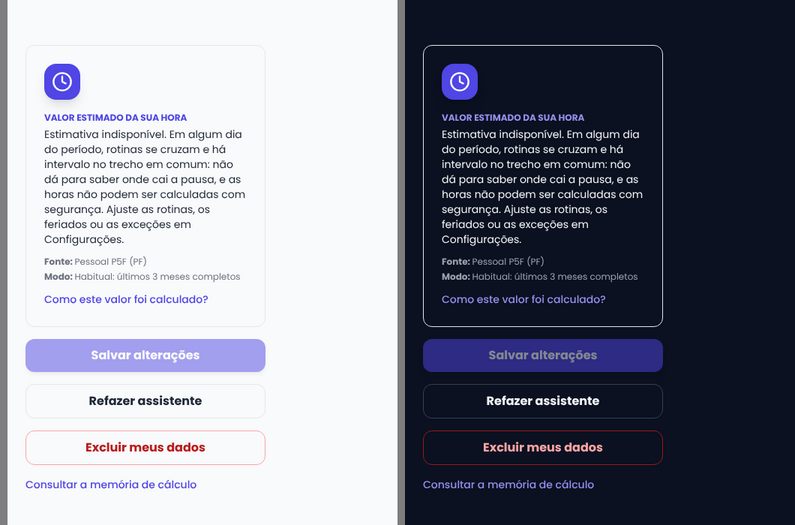 VALOR ESTIMADO DA SUA HORA
Estimativa indisponível. Em algum dia
do período, rotinas se cruzam e há
intervalo no trecho em comum: não
dá para saber onde cai a pausa, e as
horas não podem ser calculadas com
segurança. Ajuste as rotinas, os
feriados ou as exceções em
Configurações.
Fonte: Pessoal P5F (PF)
Modo: Habitual: últimos 3 meses completos
Como este valor foi calculado?
Salvar alterações
Refazer assistente
Excluir meus dados
Consultar a memória de cálculo
VALOR ESTIMADO DA SUA HORA
Estimativa indisponível. Em algum dia
do período, rotinas se cruzam e há
intervalo no trecho em comum: não
dá para saber onde cai a pausa, e as
horas não podem ser calculadas com
segurança. Ajuste as rotinas, os
feriados ou as exceções em
Configurações.
Fonte: Pessoal P5F (PF)
Modo: Habitual: últimos 3 meses completos
Como este valor foi calculado?
Salvar alterações
Refazer assistente
Excluir meus dados
Consultar a memória de cálculo